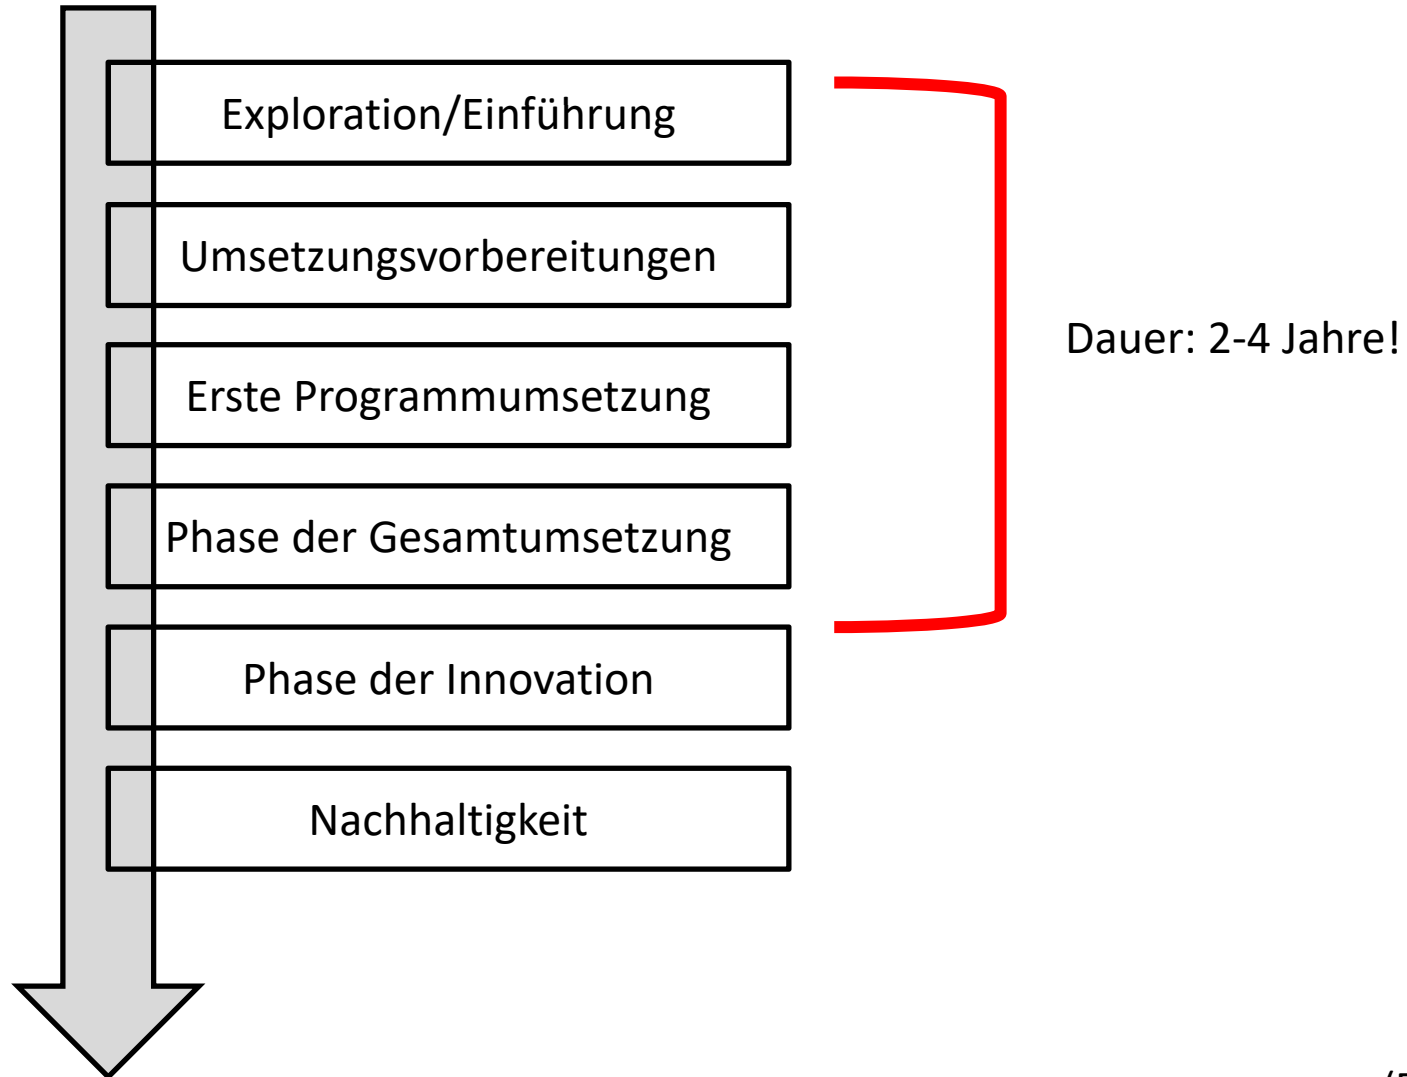 Exploration/Einführung
Umsetzungsvorbereitungen
Dauer: 2-4 Jahre!
Erste Programmumsetzung
Phase der Gesamtumsetzung
Phase der Innovation
Nachhaltigkeit